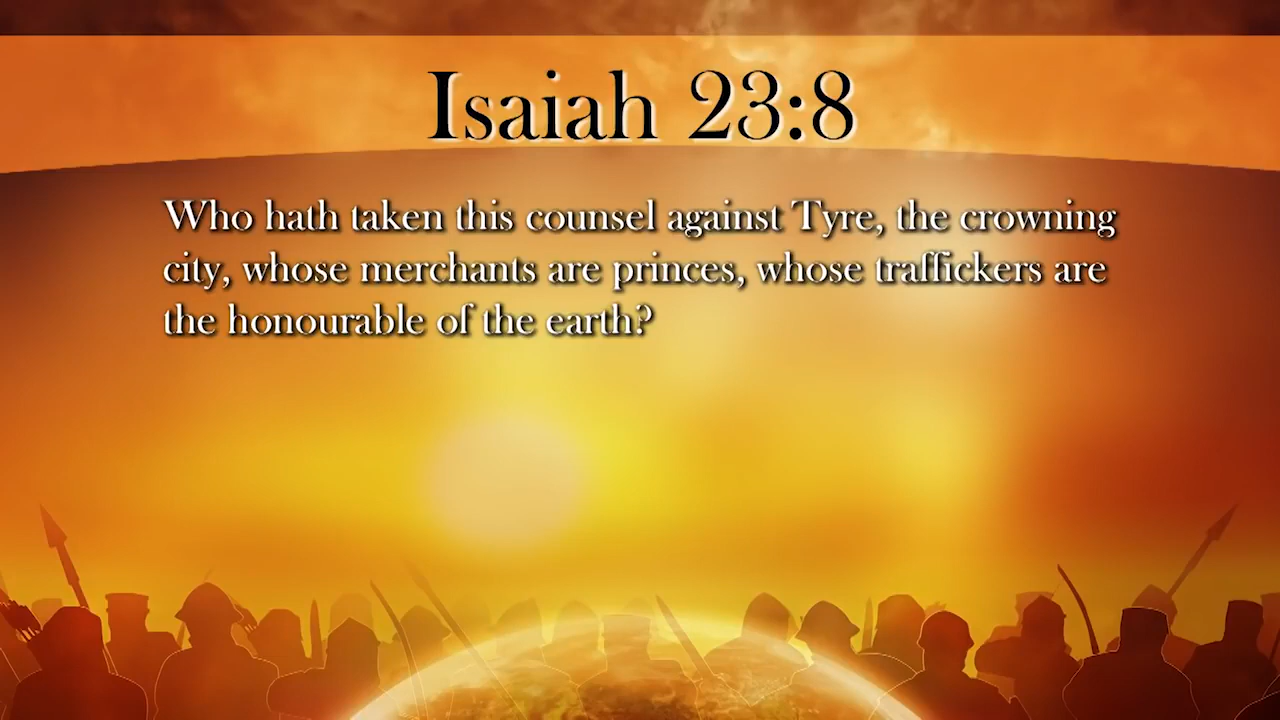 Isaiah 23:8
Who hath taken this counsel against Tyre, the crowning
city, whose merchants are princes, whose traffickers are
the honourable of the earth?